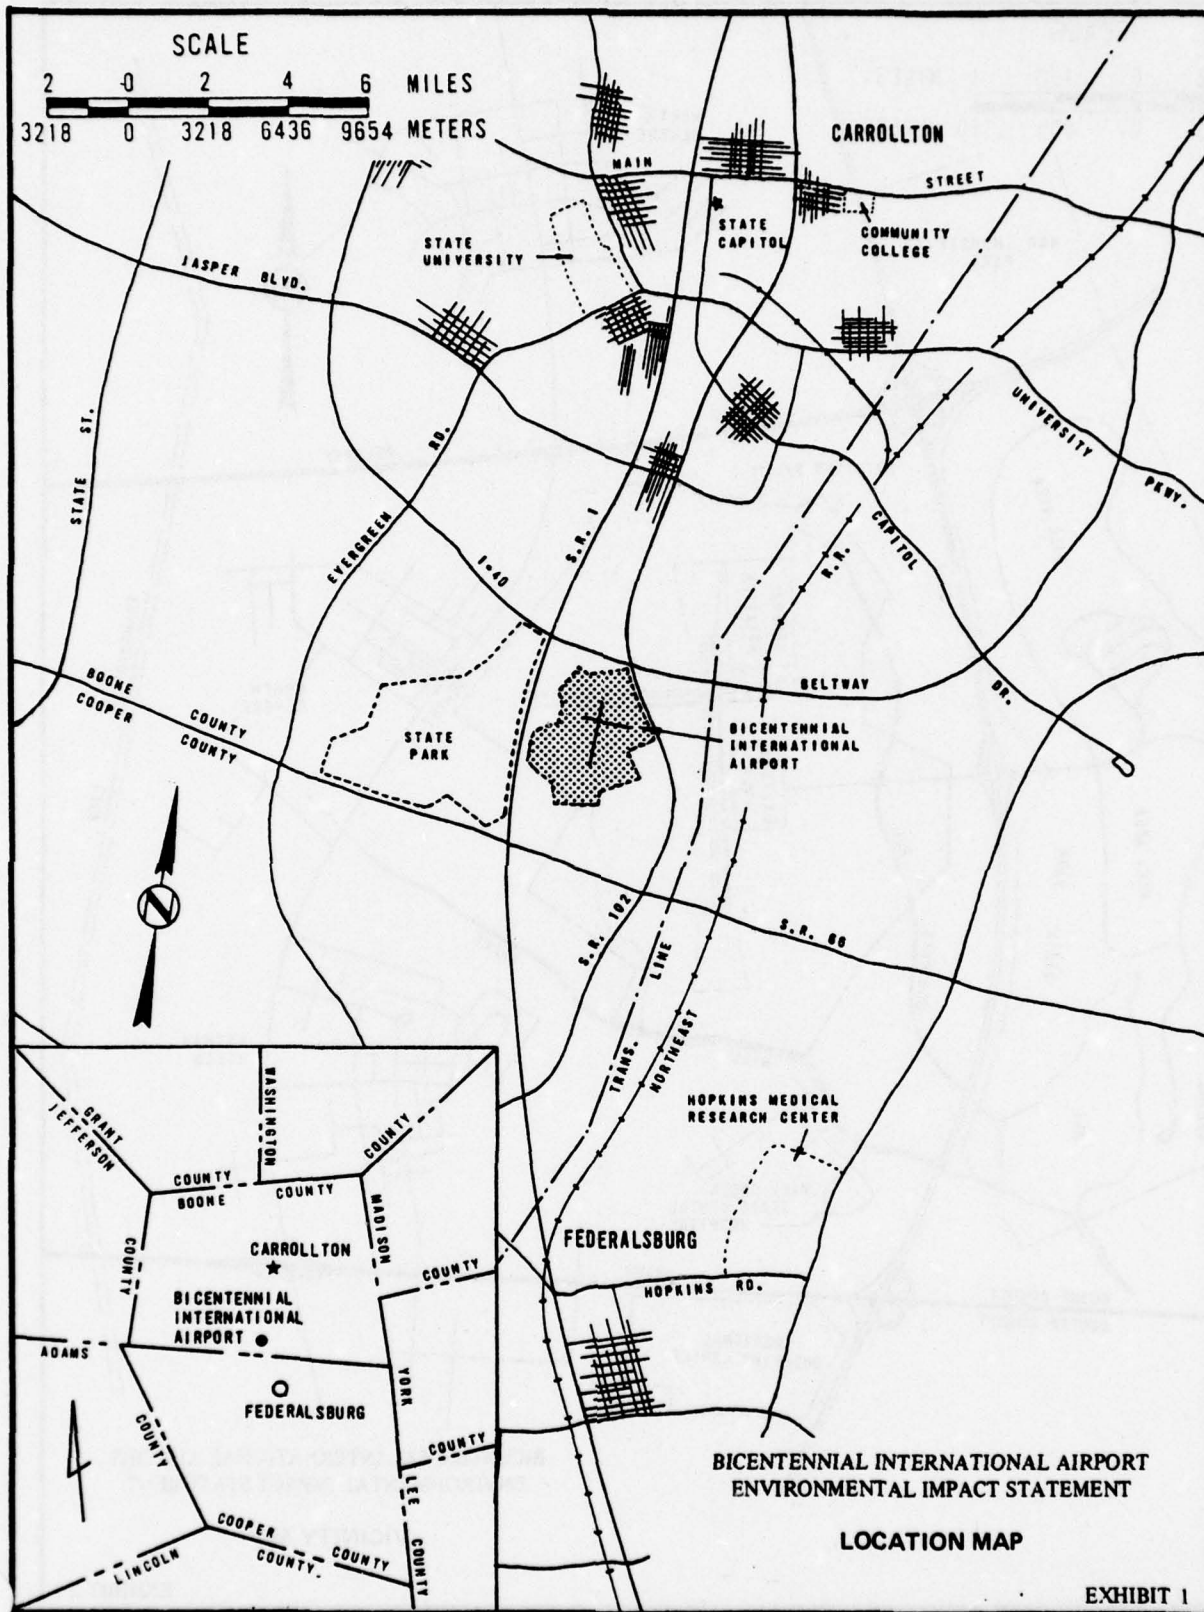 SCALE
2 0 2 4 6 MILES
3218 0 3218 6436 9654 METERS
CARROLLTON
MAIN STREET
STATE CAPITOL
COMMUNITY COLLEGE
STATE UNIVERSITY
JASPER BLVD.
UNIVERSITY PKWY.
STATE ST.
EVERGREEN RD.
S.R. 1
I-40
R.R.
CAPITOL DR.
BELTWAY
BOONE COUNTY
COOPER COUNTY
STATE PARK
BICENTENNIAL
INTERNATIONAL
AIRPORT
N
S.R. 102
S.R. 66
TRANS. LINE
NORTHEAST
HOPKINS MEDICAL
RESEARCH CENTER
FEDERALSBURG
HOPKINS RD.
GRANT
JEFFERSON
WASHINGTON
COUNTY
COUNTY
BOONE
COUNTY
MADISON
COUNTY
CARROLLTON
COUNTY
BICENTENNIAL
INTERNATIONAL
AIRPORT
ADAMS
YORK
FEDERALSBURG
COUNTY
COUNTY
LEE
COUNTY
COOPER
COUNTY.
COUNTY
LINCOLN
BICENTENNIAL INTERNATIONAL AIRPORT
ENVIRONMENTAL IMPACT STATEMENT
LOCATION MAP
EXHIBIT 1